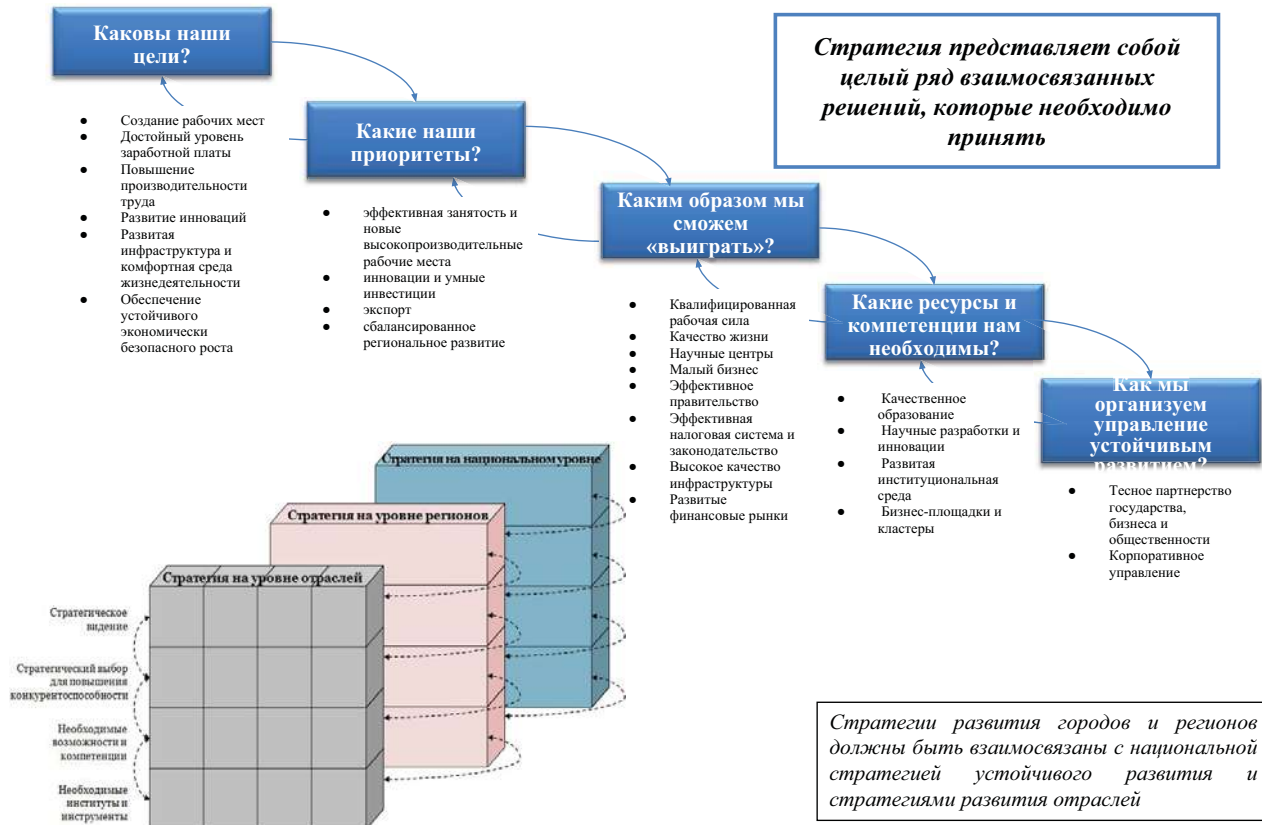 Каковы наши
цели?
● Создание рабочих мест
● Достойный уровень
заработной платы
● Повышение
производительности
труда
● Развитие инноваций
● Развитая
инфраструктура и
комфортная среда
жизнедеятельности
● Обеспечение
устойчивого
экономически
безопасного роста
Какие наши
приоритеты?
● эффективная занятость и
новые
высокопроизводительные
рабочие места
● инновации и умные
инвестиции
● экспорт
● сбалансированное
региональное развитие
Стратегия представляет собой
целый ряд взаимосвязанных
решений, которые необходимо
принять
Каким образом мы
сможем
«выиграть»?
● Квалифицированная
рабочая сила
● Качество жизни
● Научные центры
● Малый бизнес
● Эффективное
правительство
● Эффективная
налоговая система и
законодательство
● Высокое качество
инфраструктуры
● Развитые
финансовые рынки
Какие ресурсы и
компетенции нам
необходимы?
● Качественное
образование
● Научные разработки и
инновации
● Развитая
институциональная
среда
● Бизнес-площадки и
кластеры
Как мы
организуем
управление
устойчивым
развитием?
● Тесное партнерство
государства,
бизнеса и
общественности
● Корпоративное
управление
Стратегия на национальном уровне
Стратегия на уровне регионов
Стратегия на уровне отраслей
Стратегическое
видение
Стратегический выбор
для повышения
конкурентоспособности
Необходимые
возможности и
компетенции
Необходимые
институты и
инструменты
Стратегии развития городов и регионов
должны быть взаимосвязаны с национальной
стратегией устойчивого развития и
стратегиями развития отраслей